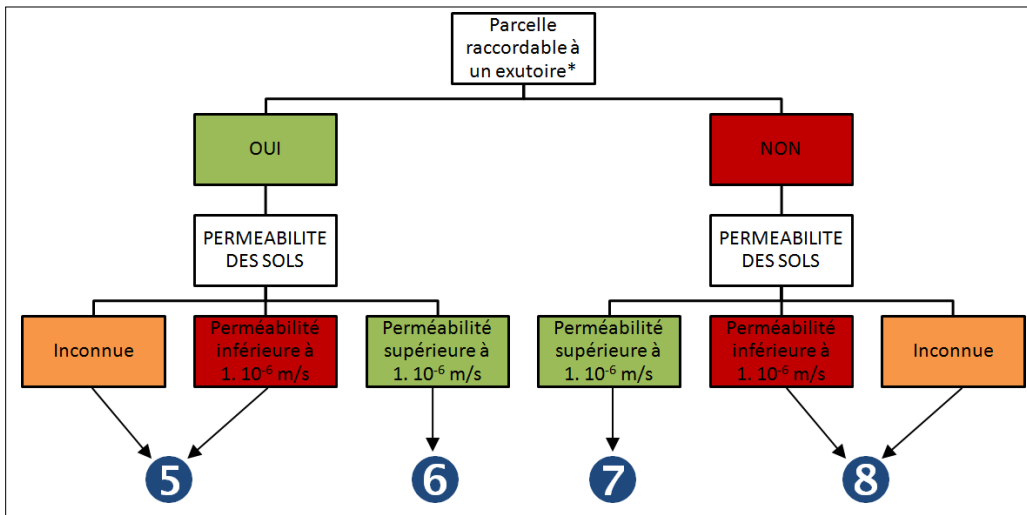 Parcelle
raccordable à
un exutoire*
OUI
NON
PERMEABILITE
DES SOLS
PERMEABILITE
DES SOLS
Inconnue
Perméabilité
inférieure à
1. 10⁻⁶ m/s
Perméabilité
supérieure à
1. 10⁻⁶ m/s
Perméabilité
supérieure à
1. 10⁻⁶ m/s
Perméabilité
inférieure à
1. 10⁻⁶ m/s
Inconnue
5
6
7
8